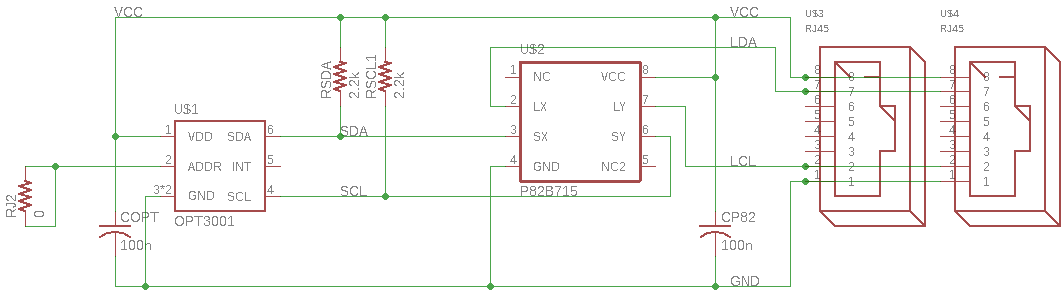 VCC
VCC
U$3
RJ45
U$4
RJ45
LDA
U$2
RSDA
2.2k
RSCL1
2.2k
1 NC VCC 8
2 LX LY 7
3 SX SY 6
4 GND NC2 5
P82B715
U$1
1 VDD SDA 6
2 ADDR INT 5
3*2 GND SCL 4
OPT3001
SDA
SCL
LCL
RJ2
0
COPT
100n
CP82
100n
GND
8 8
7 7
6 6
5 5
4 4
3 3
2 2
1 1
8 8
7 7
6 6
5 5
4 4
3 3
2 2
1 1